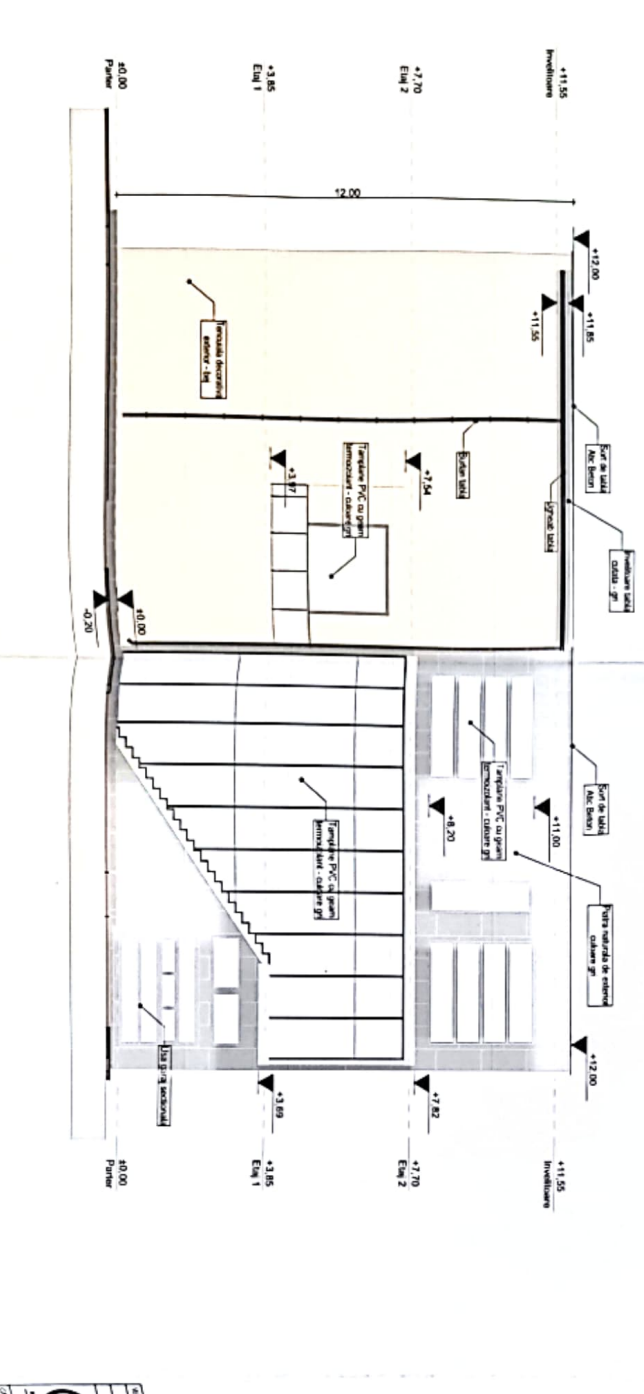 +11,55
Invelitoare
+7,70
Etaj 2
+3,85
Etaj 1
±0,00
Parter
12.00
+12,00
+11,85
+11,55
Sort de tabla
Abc Beton
Invelitoare tabla
cutata - gri
Jgheab tabla
Burlan tabla
Tencuiala decorativa
exterior - bej
+7,54
Tamplarie PVC cu geam
termoizolant - culoare gri
±0,00
-0,20
Sort de tabla
Abc Beton
+11,00
+8,20
Tamplarie PVC cu geam
termoizolant - culoare gri
Tamplarie PVC cu geam
termoizolant - culoare gri
Piatra naturala de exterior
culoare gri
Usa garaj sectionala
+12,00
+7,82
+3,69
+11,55
Invelitoare
+7,70
Etaj 2
+3,85
Etaj 1
±0,00
Parter